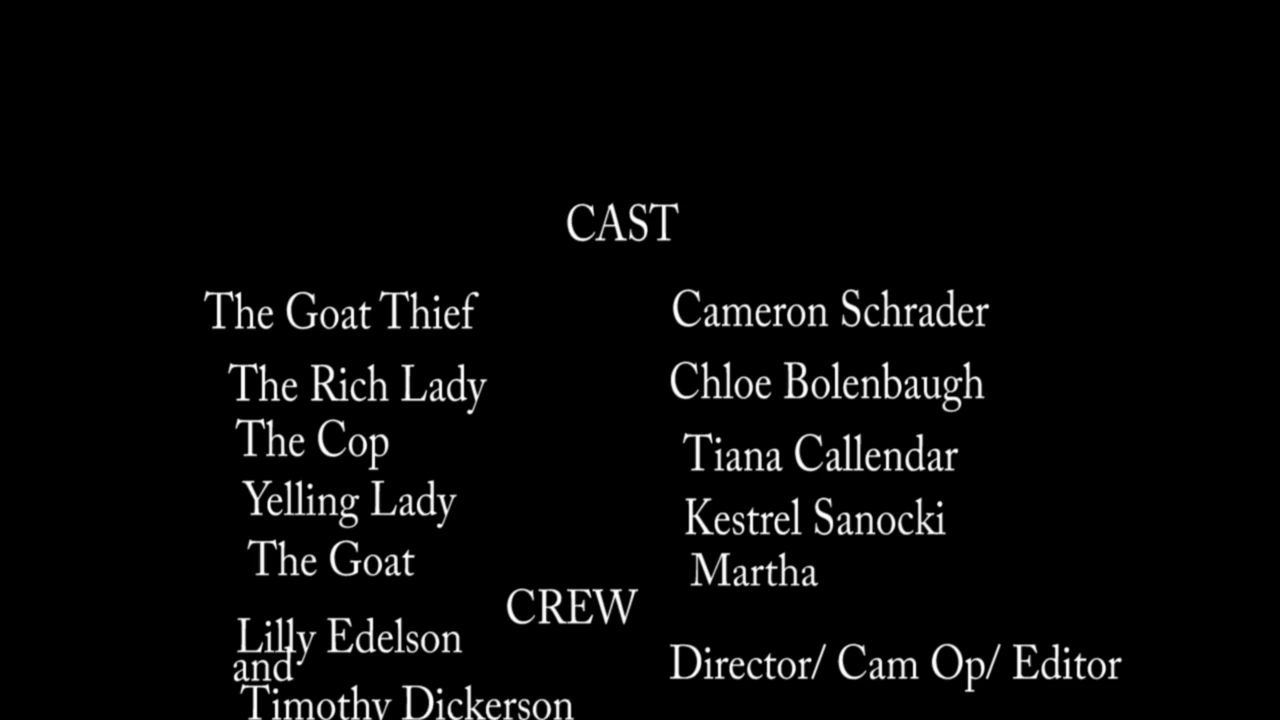 CAST
The Goat Thief Cameron Schrader
The Rich Lady Chloe Bolenbaugh
The Cop Tiana Callendar
Yelling Lady Kestrel Sanocki
The Goat Martha
CREW
Lilly Edelson
and Director/ Cam Op/ Editor
Timothy Dickerson